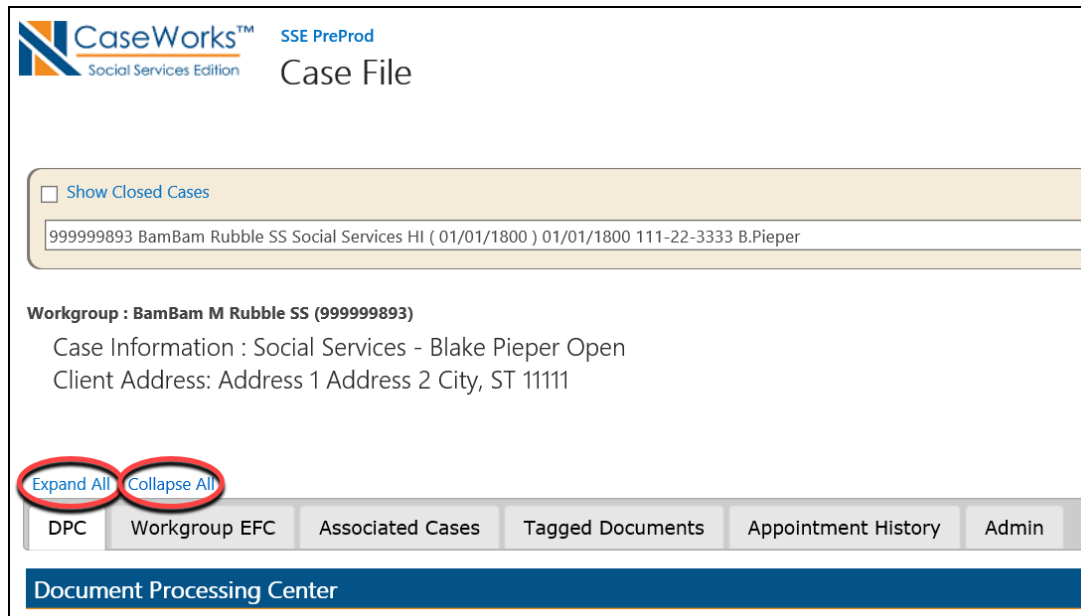 CaseWorks™
Social Services Edition
SSE PreProd
Case File
Show Closed Cases
999999893 BamBam Rubble SS Social Services HI ( 01/01/1800 ) 01/01/1800 111-22-3333 B.Pieper
Workgroup : BamBam M Rubble SS (999999893)
Case Information : Social Services - Blake Pieper Open
Client Address: Address 1 Address 2 City, ST 11111
Expand All Collapse All
DPC Workgroup EFC Associated Cases Tagged Documents Appointment History Admin
Document Processing Center